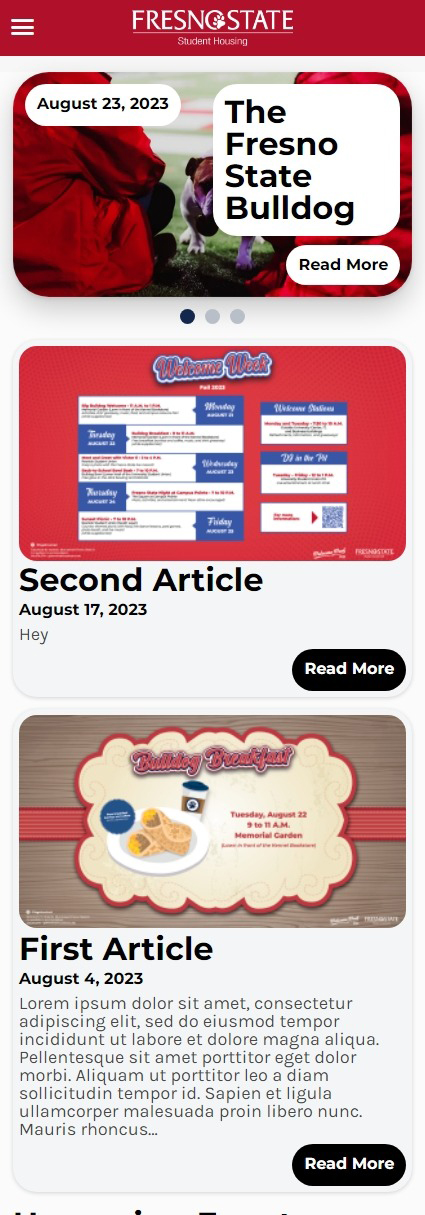 FRESNO STATE
Student Housing
August 23, 2023
The
Fresno
State
Bulldog
Read More
Welcome Week
Fall 2023
Monday
AUGUST 21
Tuesday
AUGUST 22
Wednesday
AUGUST 23
Thursday
AUGUST 24
Friday
AUGUST 25
Welcome Stations
DJ in the Pit
FRESNO STATE
Second Article
August 17, 2023
Hey
Read More
Bulldog Breakfast
Tuesday, August 22
9 to 11 A.M.
Memorial Garden
(Lawn in front of the Kennel Bookstore)
First Article
August 4, 2023
Lorem ipsum dolor sit amet, consectetur
adipiscing elit, sed do eiusmod tempor
incididunt ut labore et dolore magna aliqua.
Pellentesque sit amet porttitor eget dolor
morbi. Aliquam ut porttitor leo a diam
sollicitudin tempor id. Sapien et ligula
ullamcorper malesuada proin libero nunc.
Mauris rhoncus...
Read More